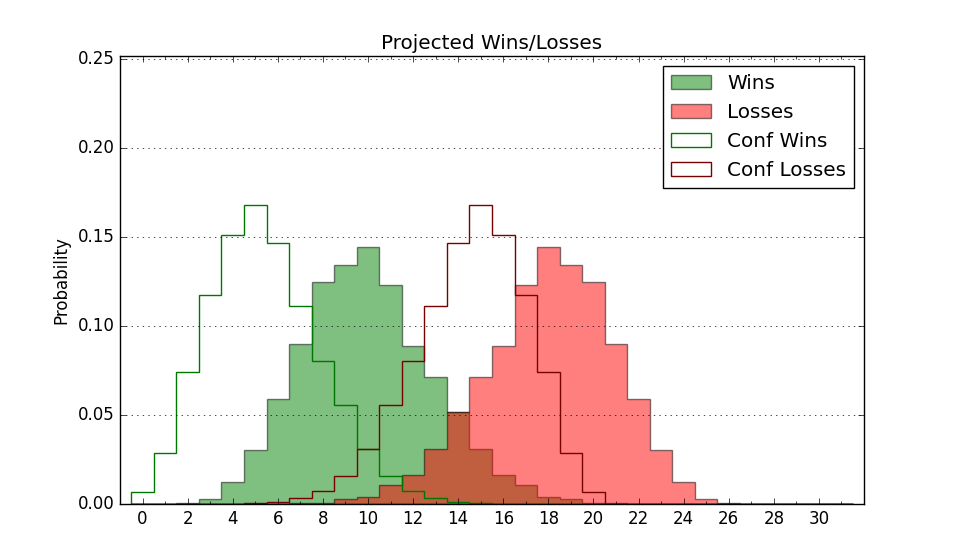 Projected Wins/Losses
0.25
0.20
0.15
0.10
0.05
0.00
Probability
Wins
Losses
Conf Wins
Conf Losses
0 2 4 6 8 10 12 14 16 18 20 22 24 26 28 30